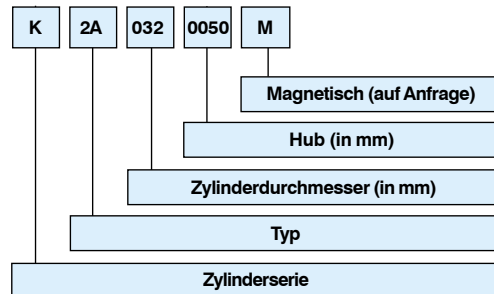 K 2A 032 0050 M
Magnetisch (auf Anfrage)
Hub (in mm)
Zylinderdurchmesser (in mm)
Typ
Zylinderserie